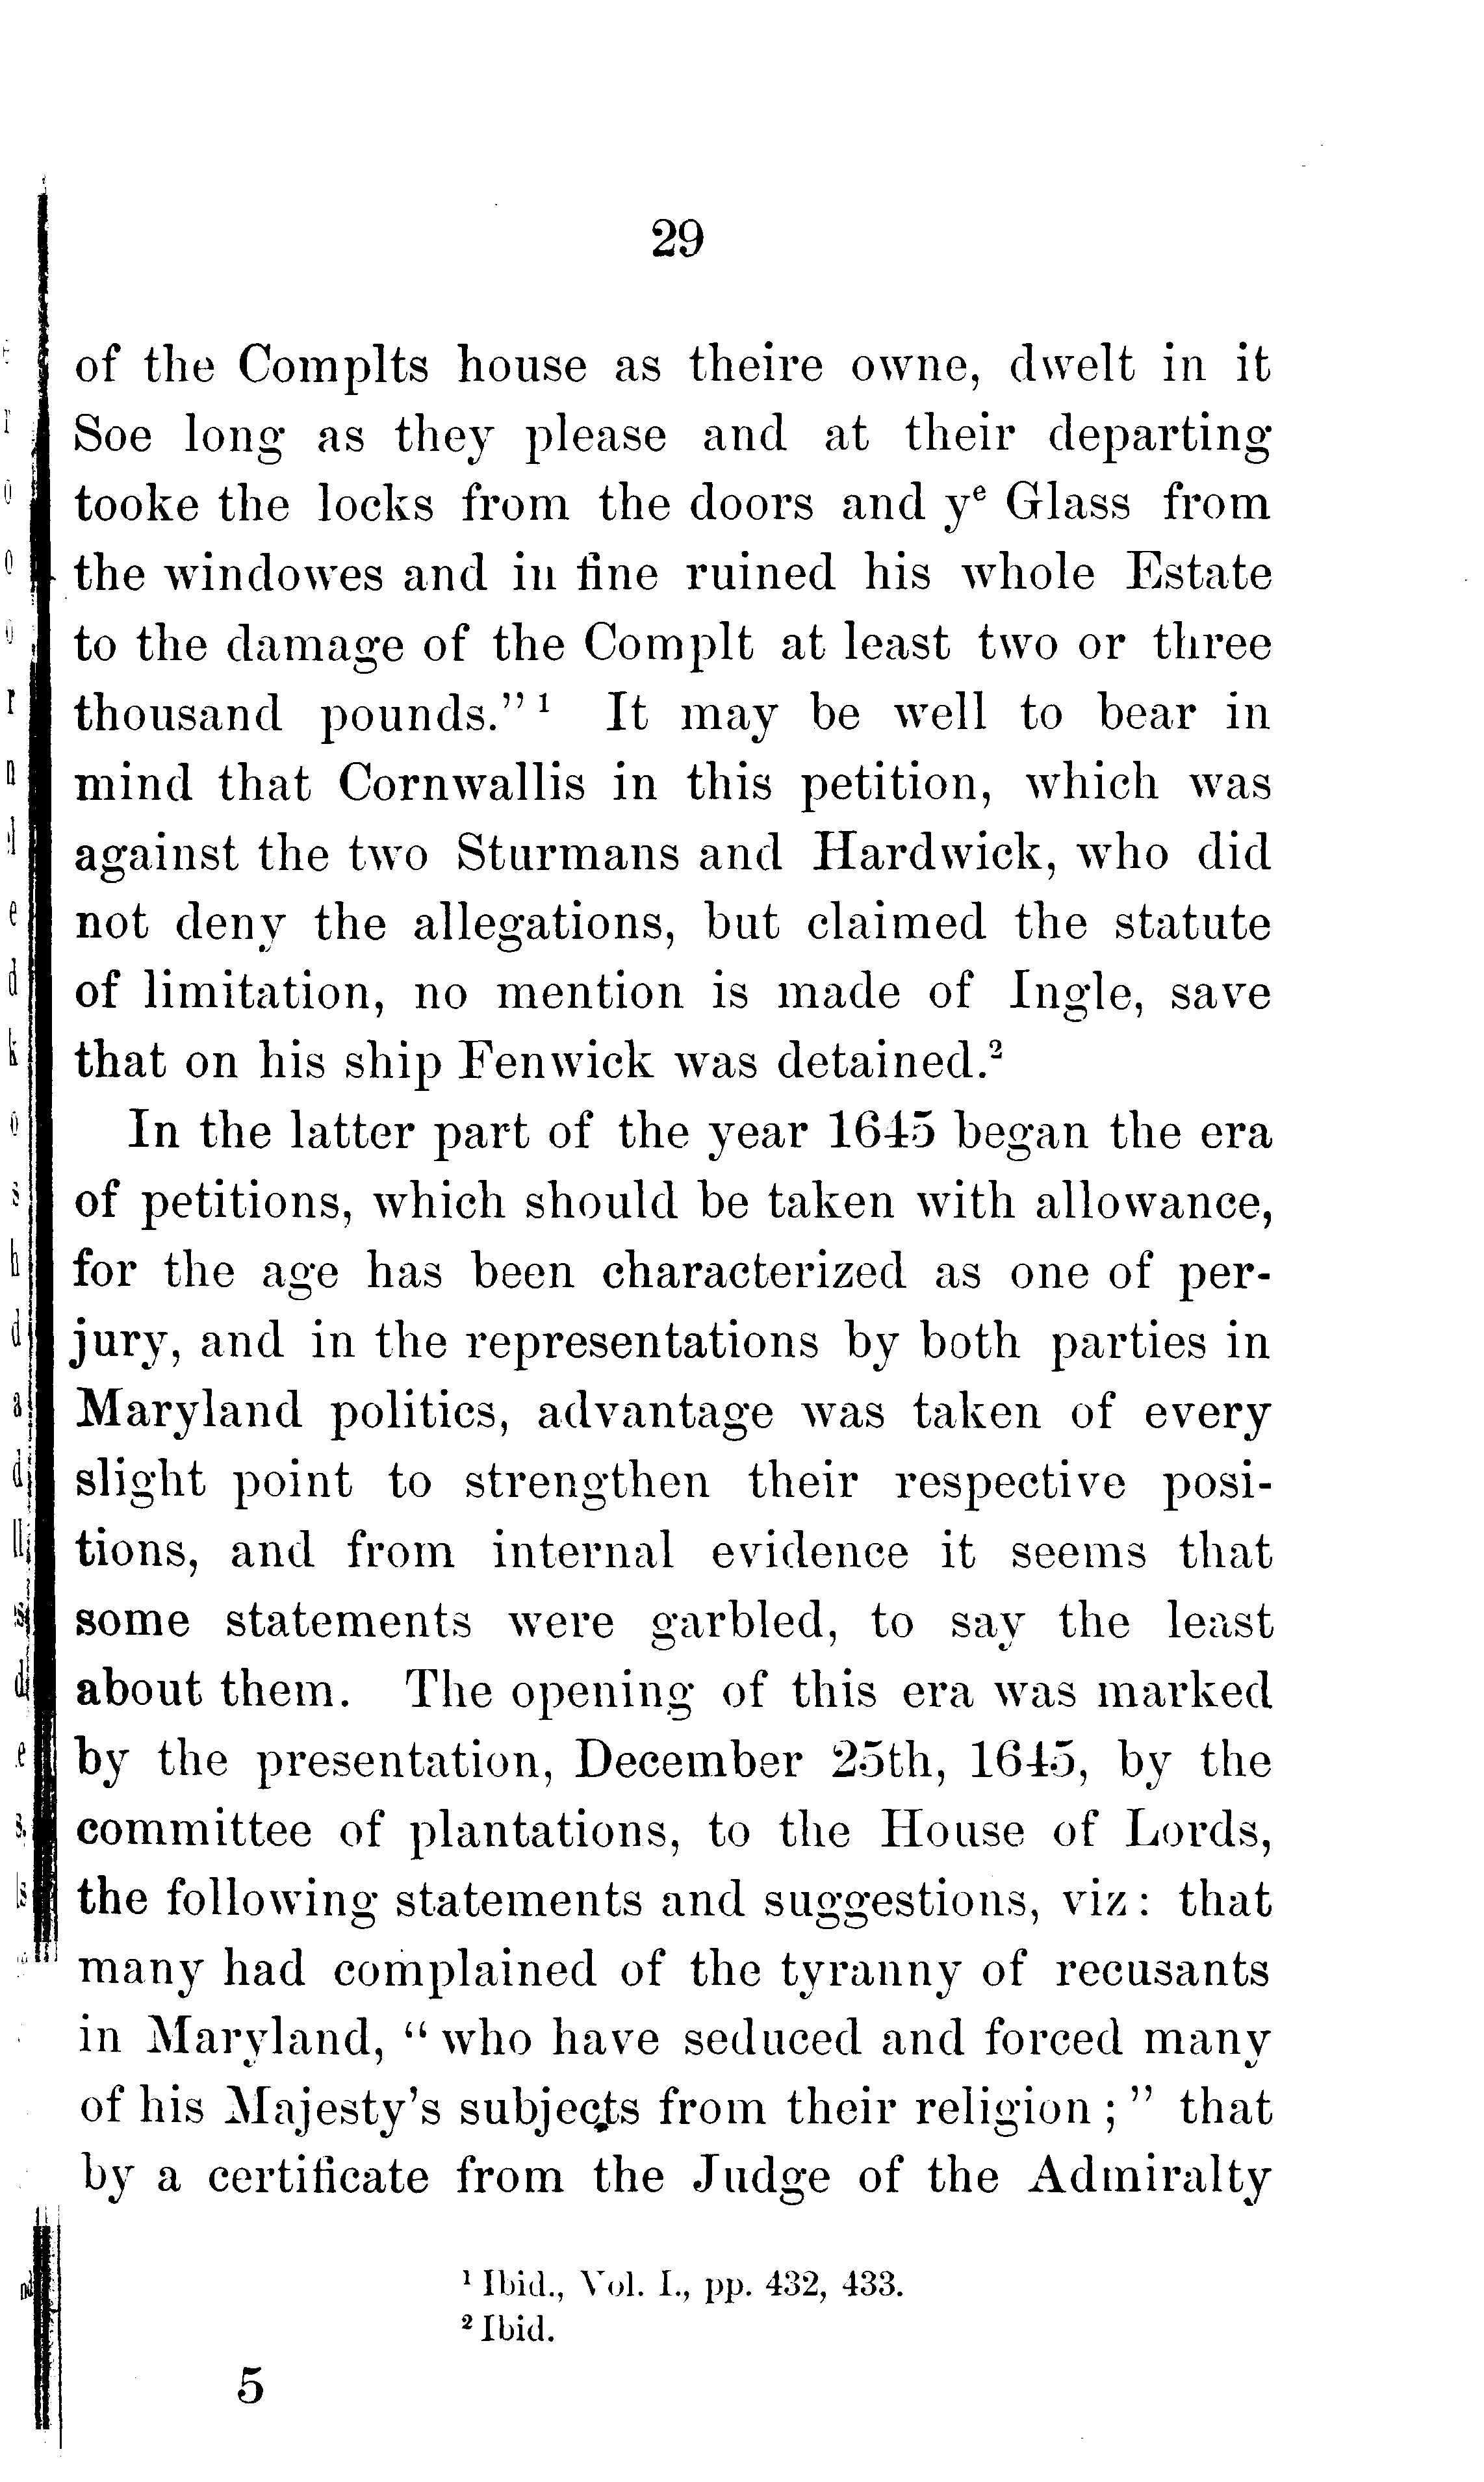 29
of the Complts house as theire owne, dwelt in it
Soe long as they please and at their departing
tooke the locks from the doors and yᵉ Glass from
the windowes and in fine ruined his whole Estate
to the damage of the Complt at least two or three
thousand pounds." ¹ It may be well to bear in
mind that Cornwallis in this petition, which was
against the two Sturmans and Hardwick, who did
not deny the allegations, but claimed the statute
of limitation, no mention is made of Ingle, save
that on his ship Fenwick was detained.²
In the latter part of the year 1645 began the era
of petitions, which should be taken with allowance,
for the age has been characterized as one of per-
jury, and in the representations by both parties in
Maryland politics, advantage was taken of every
slight point to strengthen their respective posi-
tions, and from internal evidence it seems that
some statements were garbled, to say the least
about them. The opening of this era was marked
by the presentation, December 25th, 1645, by the
committee of plantations, to the House of Lords,
the following statements and suggestions, viz: that
many had complained of the tyranny of recusants
in Maryland, "who have seduced and forced many
of his Majesty's subjects from their religion;" that
by a certificate from the Judge of the Admiralty
¹ Ibid., Vol. I., pp. 432, 433.
² Ibid.
5